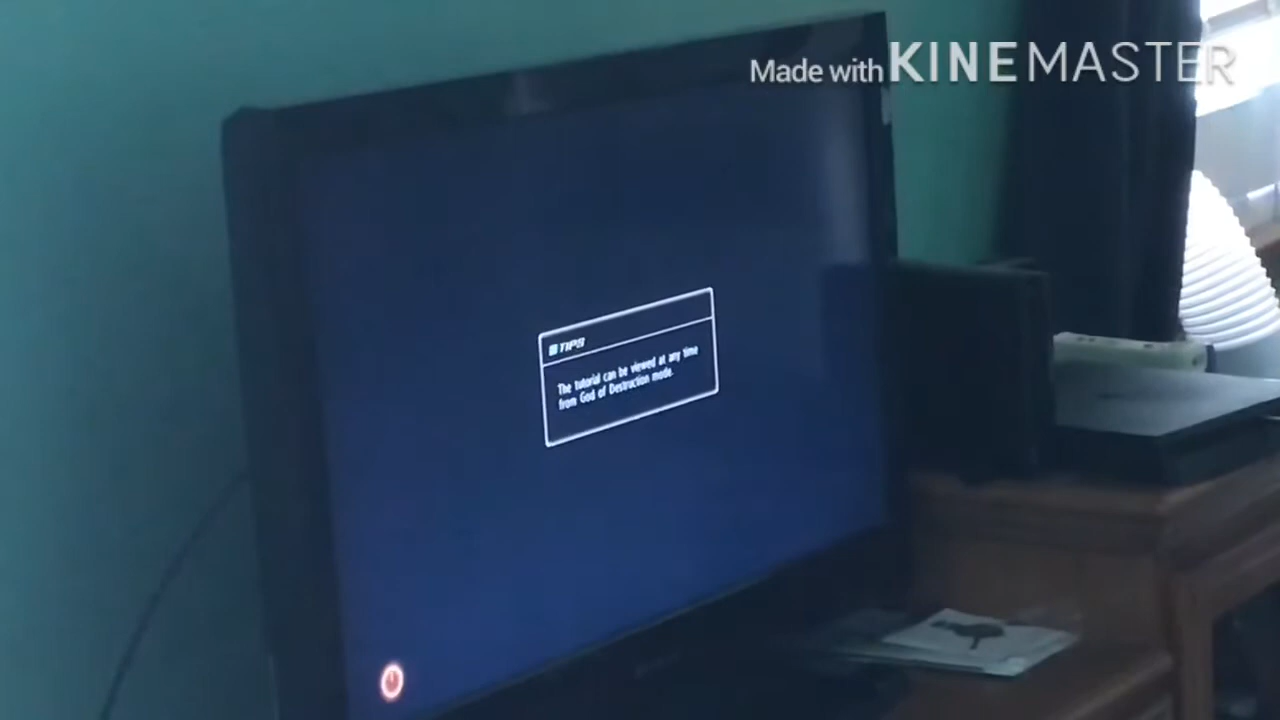 Made with KINEMASTER
TIPS
The tutorial can be viewed at any time
from God of Destruction mode.